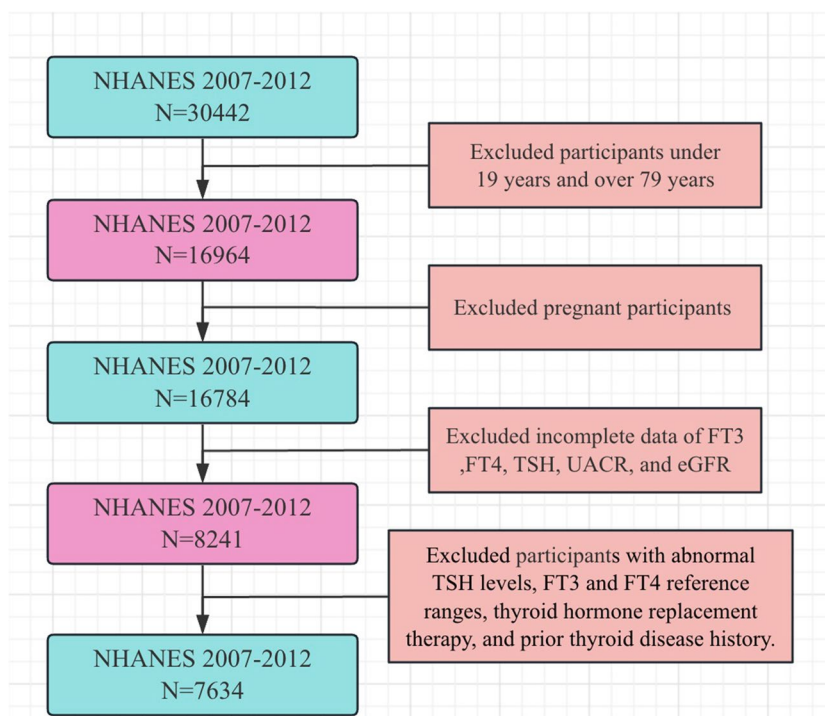 NHANES 2007-2012
N=30442
Excluded participants under
19 years and over 79 years
NHANES 2007-2012
N=16964
Excluded pregnant participants
NHANES 2007-2012
N=16784
Excluded incomplete data of FT3
,FT4, TSH, UACR, and eGFR
NHANES 2007-2012
N=8241
Excluded participants with abnormal
TSH levels, FT3 and FT4 reference
ranges, thyroid hormone replacement
therapy, and prior thyroid disease history.
NHANES 2007-2012
N=7634